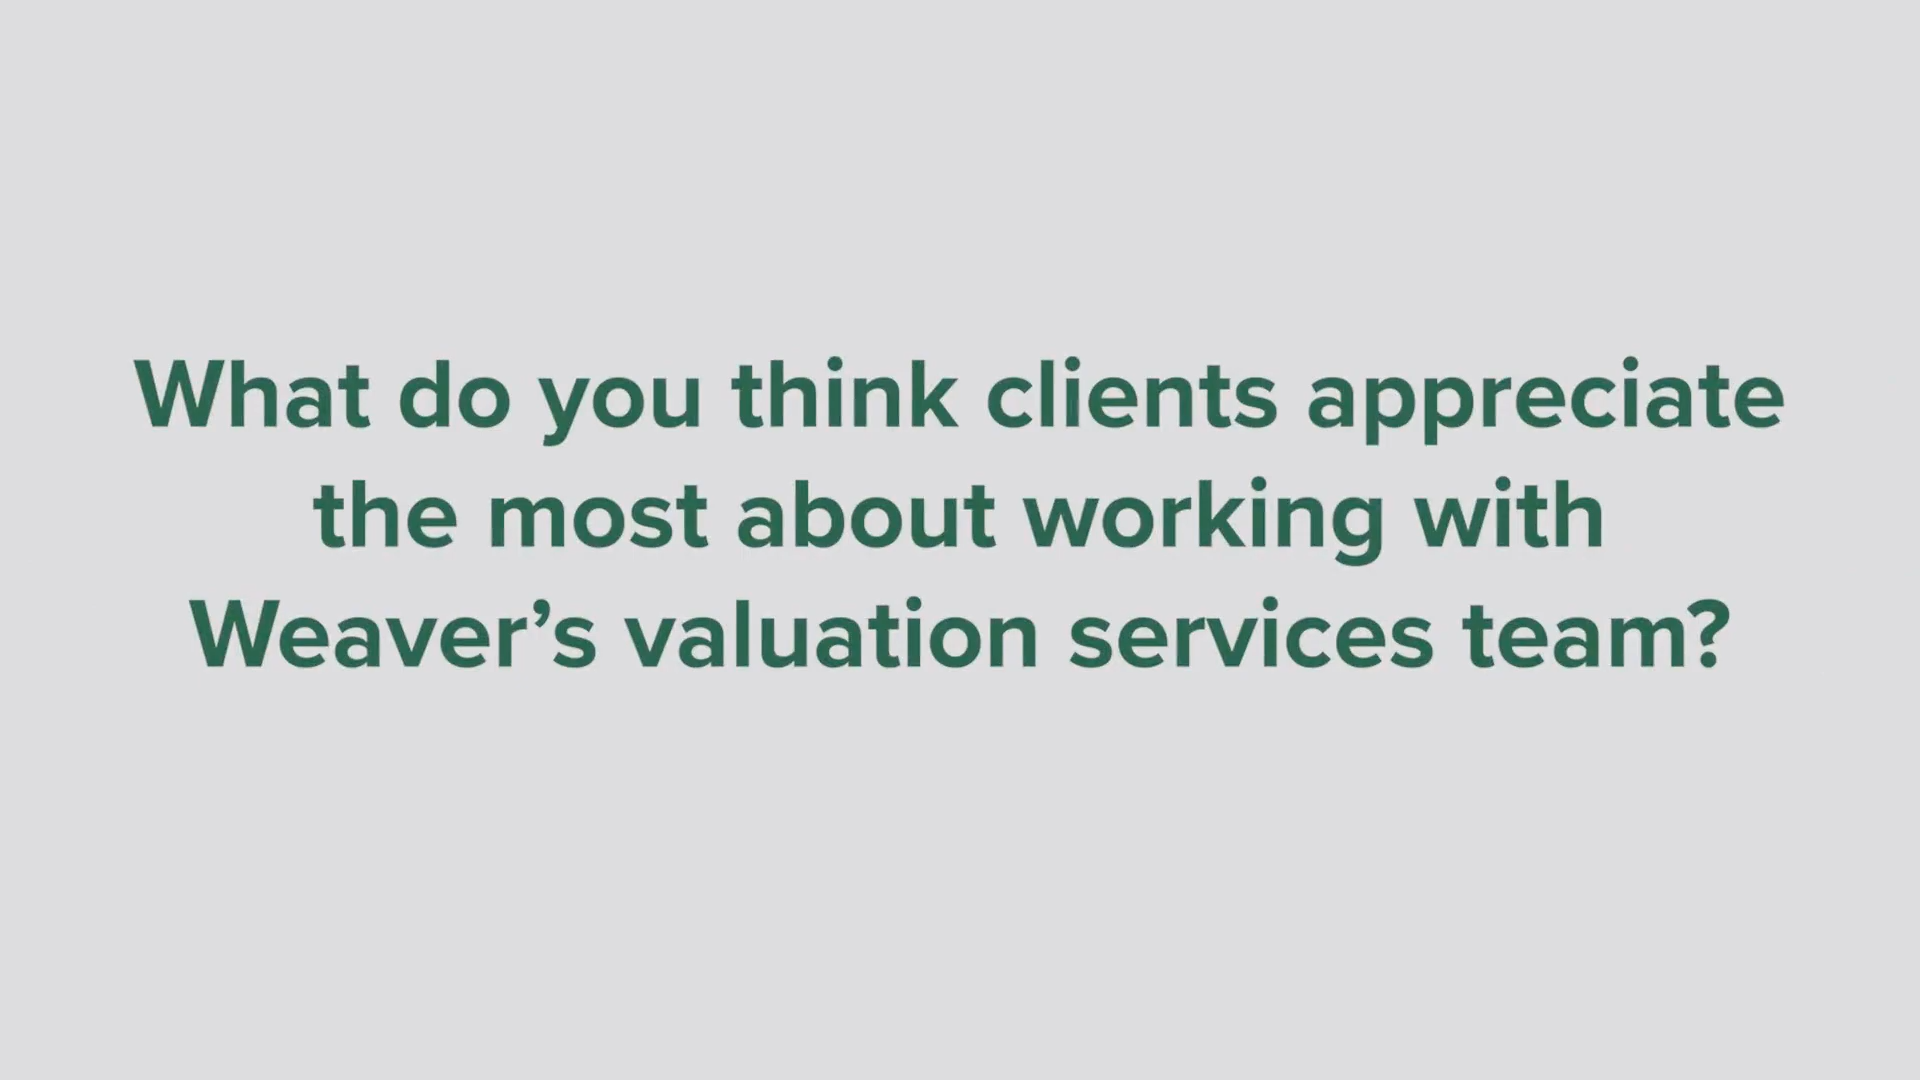 What do you think clients appreciate
the most about working with
Weaver’s valuation services team?